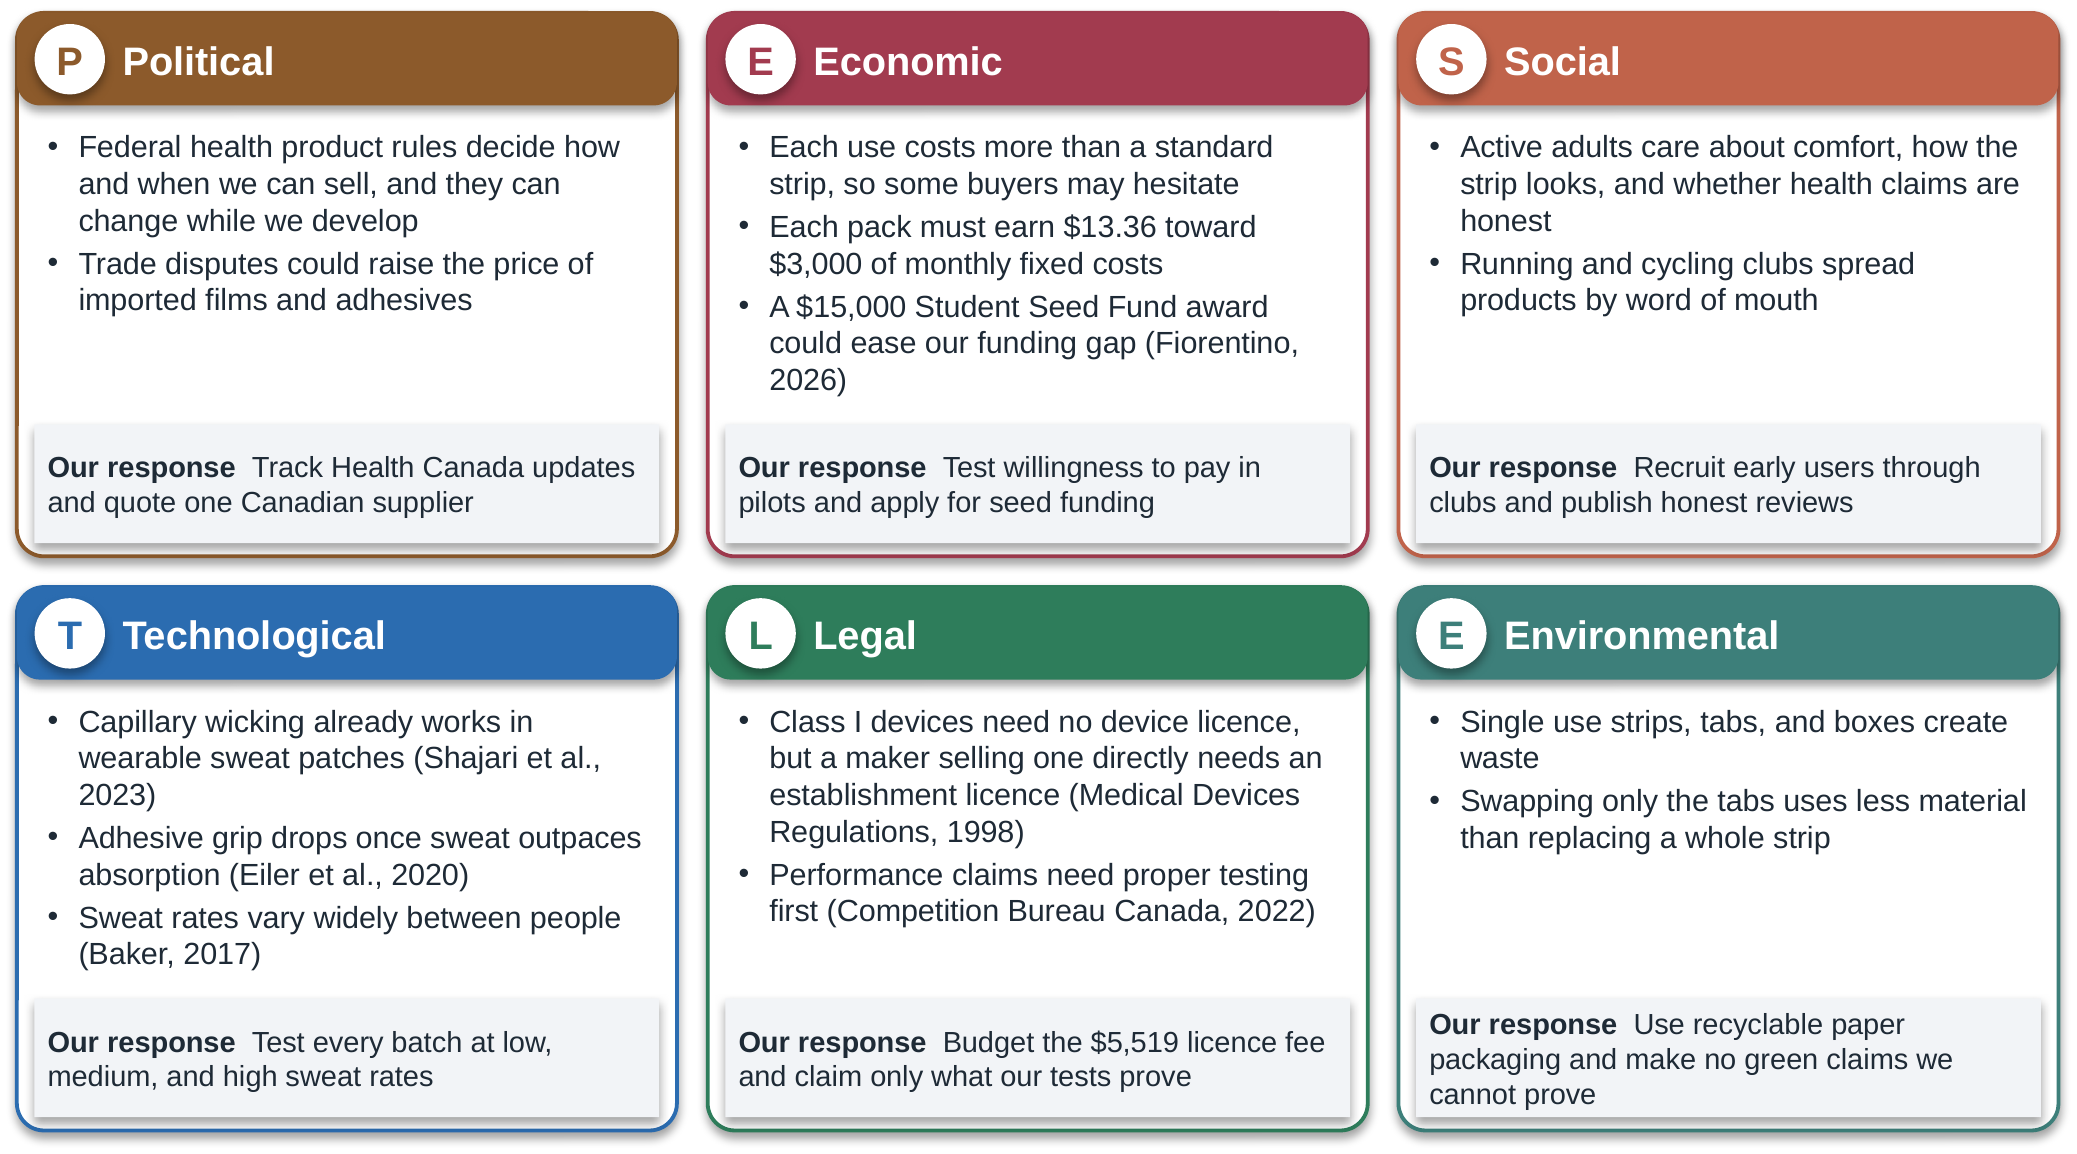 P Political
• Federal health product rules decide how
and when we can sell, and they can
change while we develop
• Trade disputes could raise the price of
imported films and adhesives
Our response Track Health Canada updates
and quote one Canadian supplier
E Economic
• Each use costs more than a standard
strip, so some buyers may hesitate
• Each pack must earn $13.36 toward
$3,000 of monthly fixed costs
• A $15,000 Student Seed Fund award
could ease our funding gap (Fiorentino,
2026)
Our response Test willingness to pay in
pilots and apply for seed funding
S Social
• Active adults care about comfort, how the
strip looks, and whether health claims are
honest
• Running and cycling clubs spread
products by word of mouth
Our response Recruit early users through
clubs and publish honest reviews
T Technological
• Capillary wicking already works in
wearable sweat patches (Shajari et al.,
2023)
• Adhesive grip drops once sweat outpaces
absorption (Eiler et al., 2020)
• Sweat rates vary widely between people
(Baker, 2017)
Our response Test every batch at low,
medium, and high sweat rates
L Legal
• Class I devices need no device licence,
but a maker selling one directly needs an
establishment licence (Medical Devices
Regulations, 1998)
• Performance claims need proper testing
first (Competition Bureau Canada, 2022)
Our response Budget the $5,519 licence fee
and claim only what our tests prove
E Environmental
• Single use strips, tabs, and boxes create
waste
• Swapping only the tabs uses less material
than replacing a whole strip
Our response Use recyclable paper
packaging and make no green claims we
cannot prove